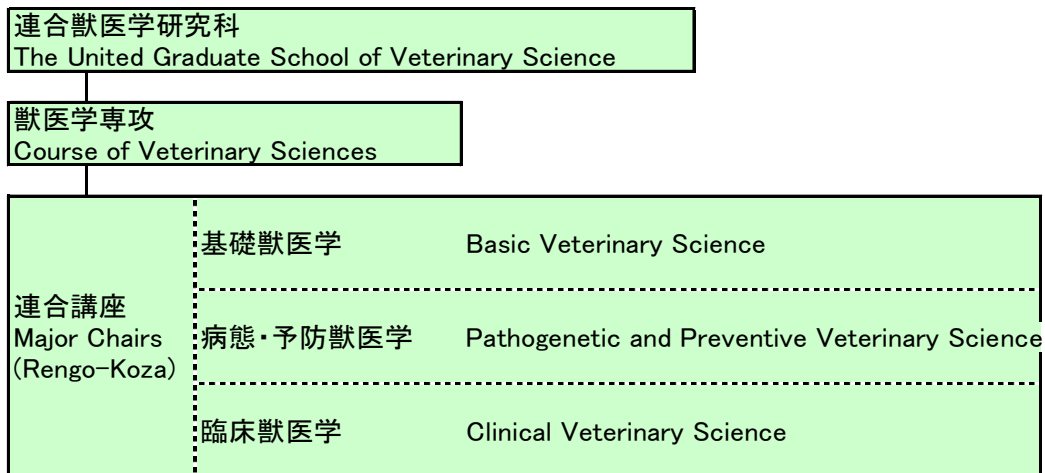 連合獣医学研究科
The United Graduate School of Veterinary Science
獣医学専攻
Course of Veterinary Sciences
連合講座
Major Chairs
(Rengo-Koza)
基礎獣医学 Basic Veterinary Science
病態・予防獣医学 Pathogenetic and Preventive Veterinary Science
臨床獣医学 Clinical Veterinary Science